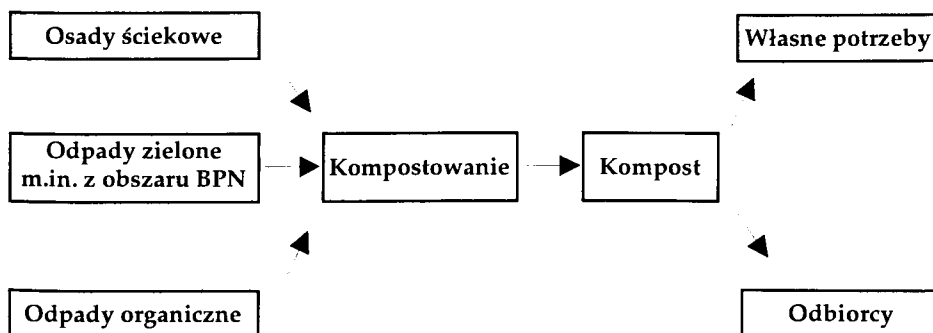 Osady ściekowe
Odpady zielone
m.in. z obszaru BPN
Odpady organiczne
Kompostowanie
Kompost
Własne potrzeby
Odbiorcy